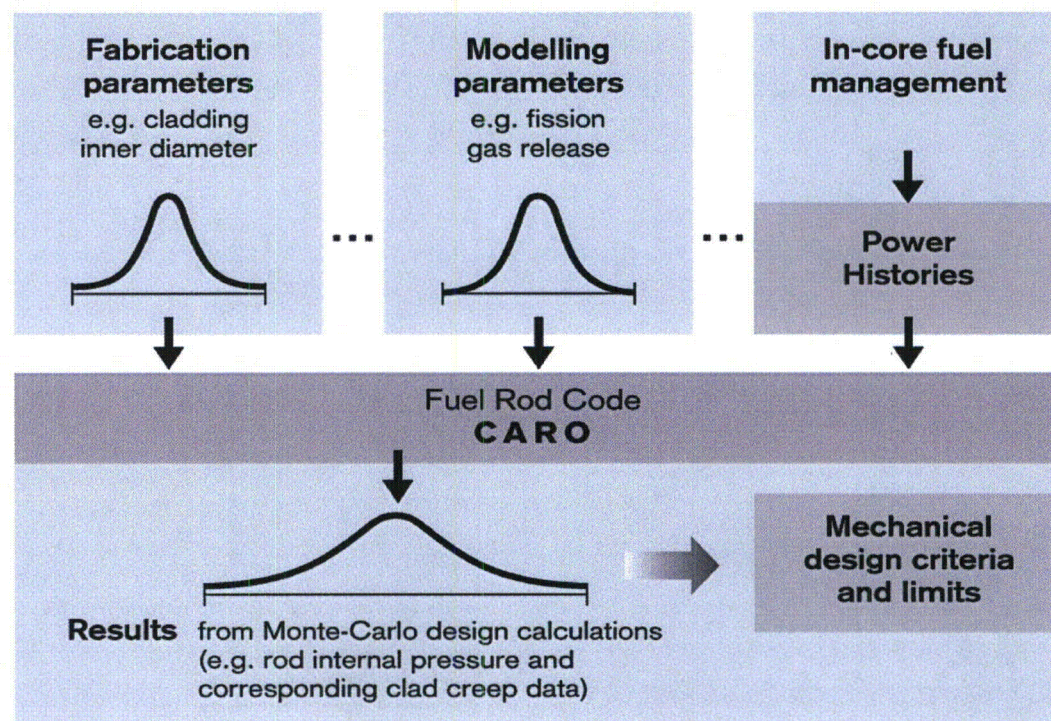 Fabrication
parameters
e.g. cladding
inner diameter
...
Modelling
parameters
e.g. fission
gas release
...
In-core fuel
management
Power
Histories
Fuel Rod Code
CARO
Results from Monte-Carlo design calculations
(e.g. rod internal pressure and
corresponding clad creep data)
Mechanical
design criteria
and limits